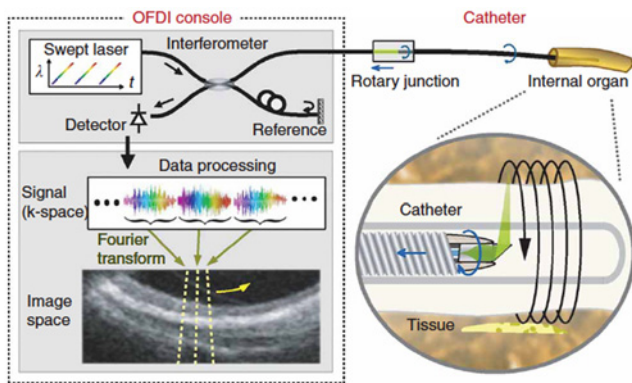 OFDI console
Catheter
Swept laser
λ
t
Interferometer
Detector
Reference
Rotary junction
Internal organ
Data processing
Signal
(k-space)
Fourier
transform
Image
space
Catheter
Tissue